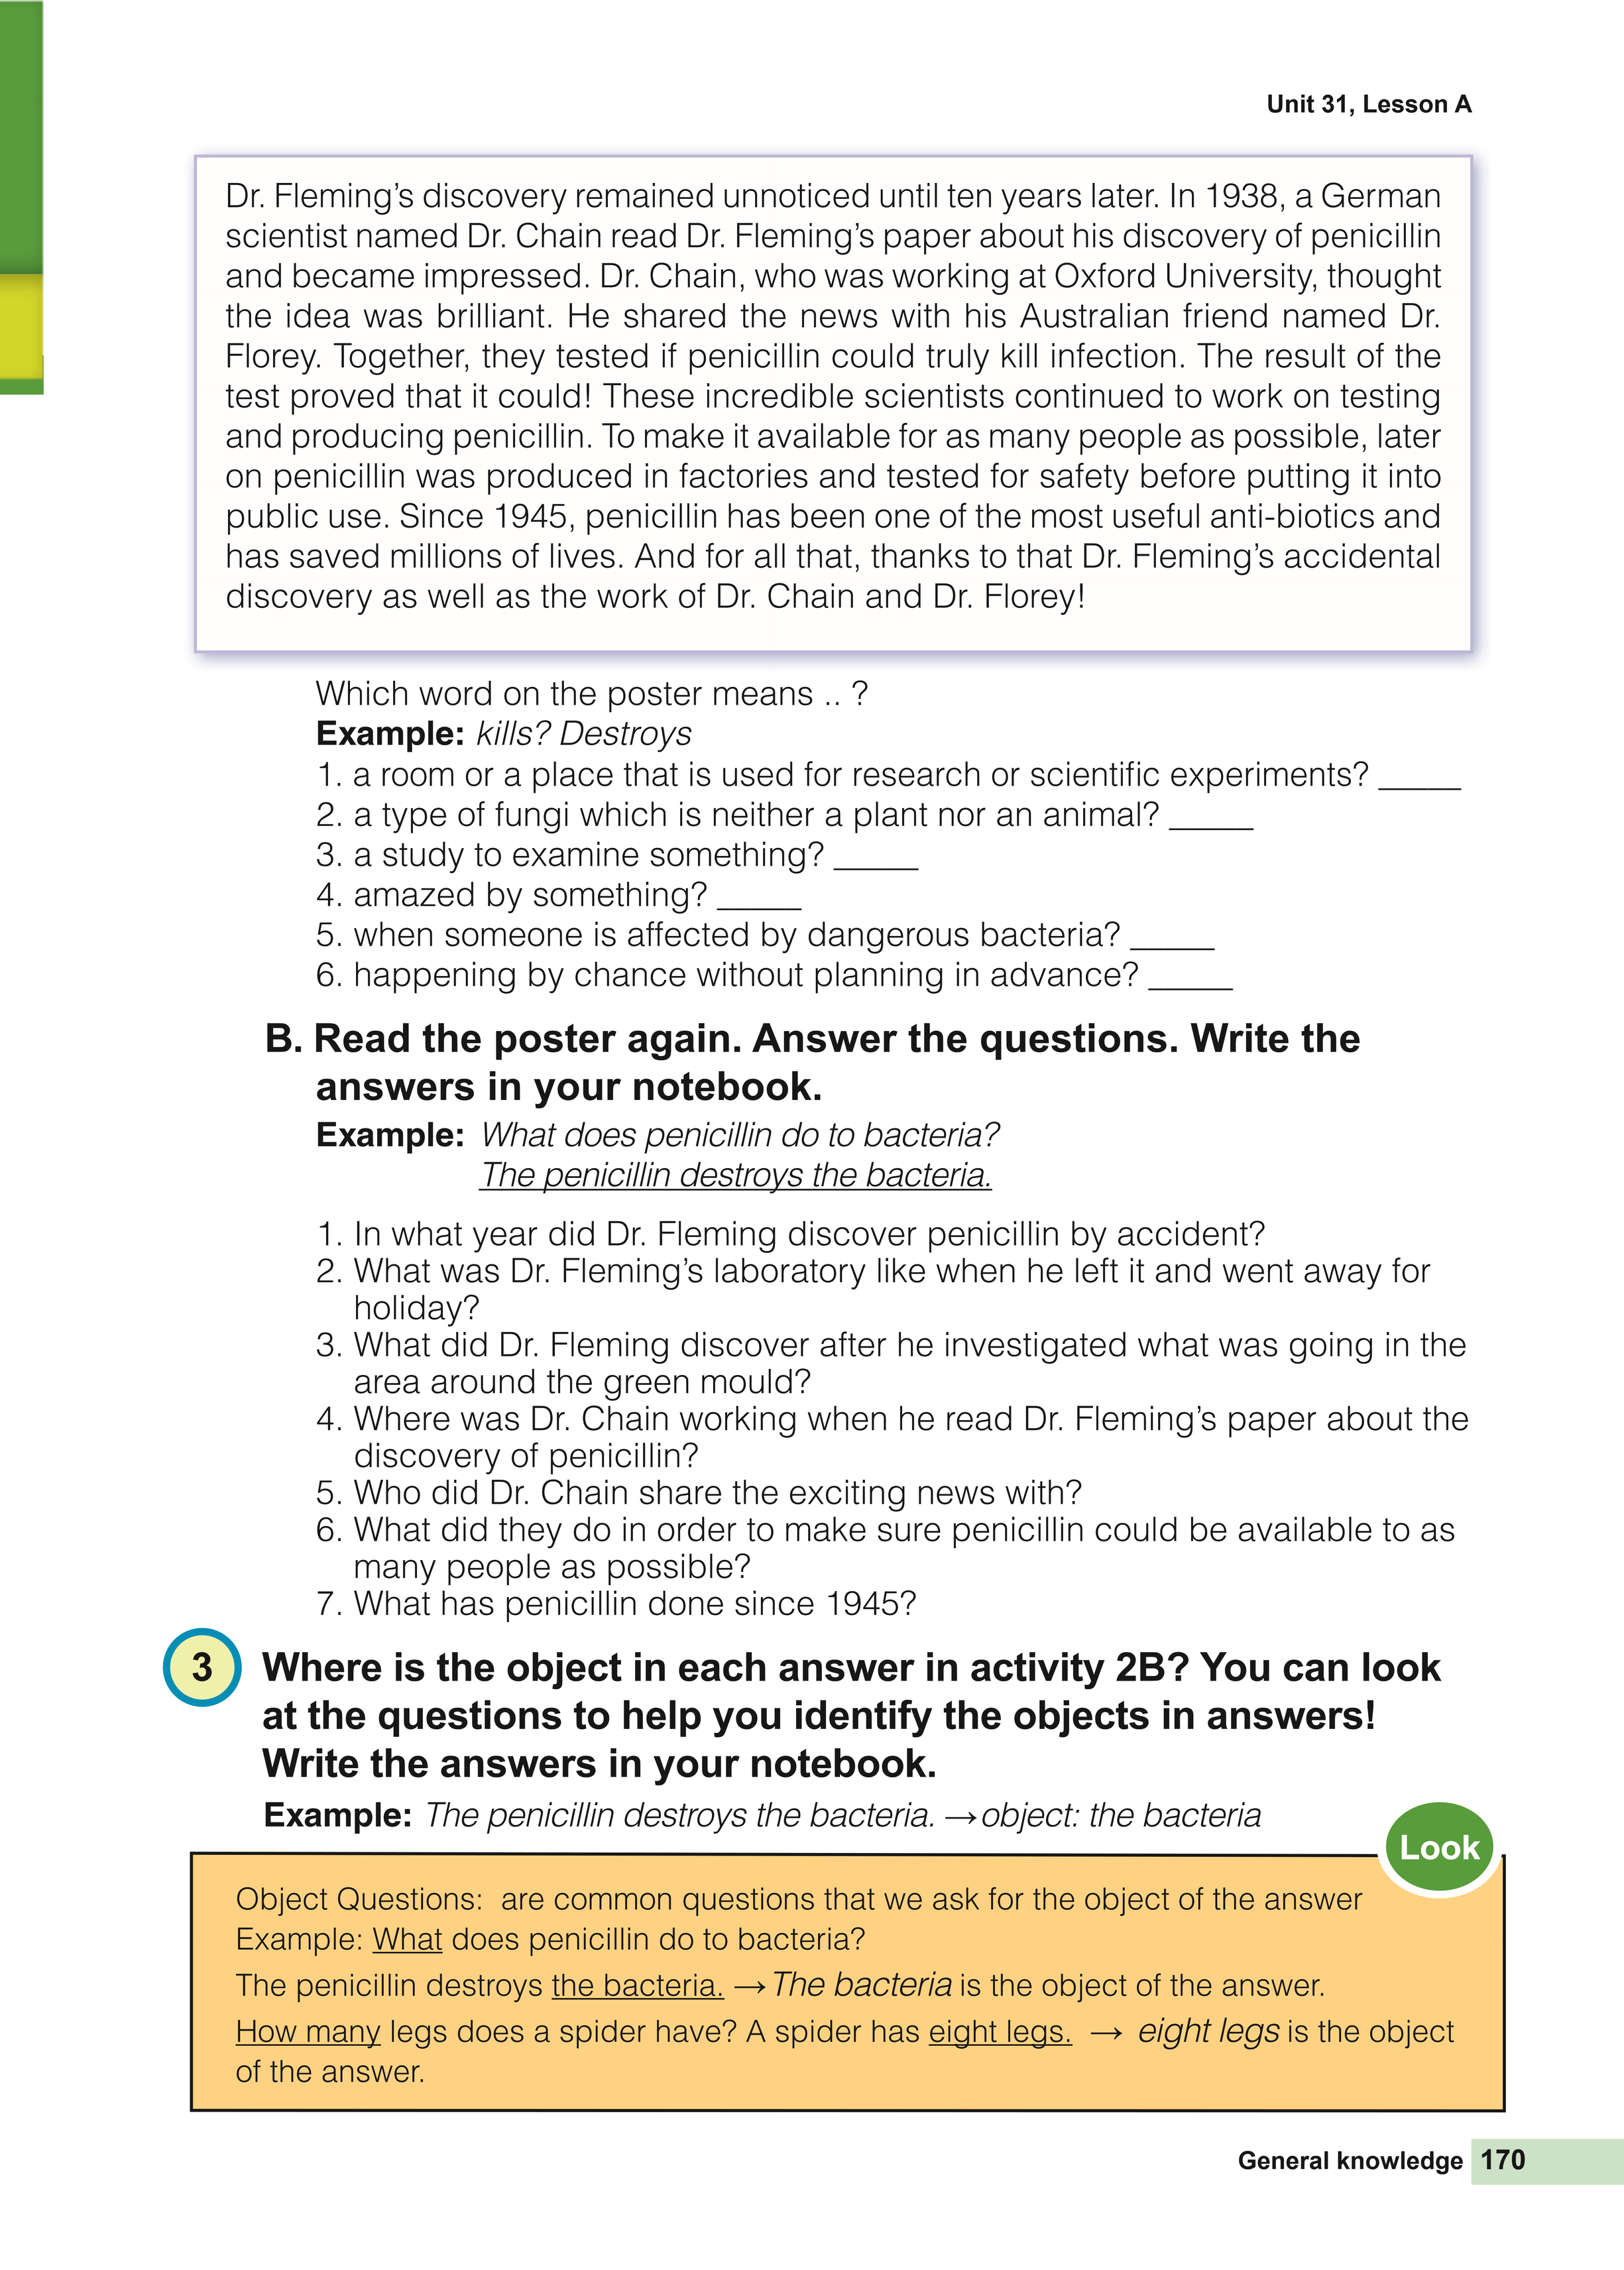 Unit 31, Lesson A
Dr. Fleming’s discovery remained unnoticed until ten years later. In 1938, a German
scientist named Dr. Chain read Dr. Fleming’s paper about his discovery of penicillin
and became impressed. Dr. Chain, who was working at Oxford University, thought
the idea was brilliant. He shared the news with his Australian friend named Dr.
Florey. Together, they tested if penicillin could truly kill infection. The result of the
test proved that it could! These incredible scientists continued to work on testing
and producing penicillin. To make it available for as many people as possible, later
on penicillin was produced in factories and tested for safety before putting it into
public use. Since 1945, penicillin has been one of the most useful anti-biotics and
has saved millions of lives. And for all that, thanks to that Dr. Fleming’s accidental
discovery as well as the work of Dr. Chain and Dr. Florey!
Which word on the poster means .. ?
Example: kills? Destroys
1. a room or a place that is used for research or scientific experiments? _____
2. a type of fungi which is neither a plant nor an animal? _____
3. a study to examine something? _____
4. amazed by something? _____
5. when someone is affected by dangerous bacteria? _____
6. happening by chance without planning in advance? _____
B. Read the poster again. Answer the questions. Write the
answers in your notebook.
Example: What does penicillin do to bacteria?
The penicillin destroys the bacteria.
1. In what year did Dr. Fleming discover penicillin by accident?
2. What was Dr. Fleming’s laboratory like when he left it and went away for
holiday?
3. What did Dr. Fleming discover after he investigated what was going in the
area around the green mould?
4. Where was Dr. Chain working when he read Dr. Fleming’s paper about the
discovery of penicillin?
5. Who did Dr. Chain share the exciting news with?
6. What did they do in order to make sure penicillin could be available to as
many people as possible?
7. What has penicillin done since 1945?
3 Where is the object in each answer in activity 2B? You can look
at the questions to help you identify the objects in answers!
Write the answers in your notebook.
Example: The penicillin destroys the bacteria. → object: the bacteria
Look
Object Questions: are common questions that we ask for the object of the answer
Example: What does penicillin do to bacteria?
The penicillin destroys the bacteria. → The bacteria is the object of the answer.
How many legs does a spider have? A spider has eight legs. → eight legs is the object
of the answer.
General knowledge 170